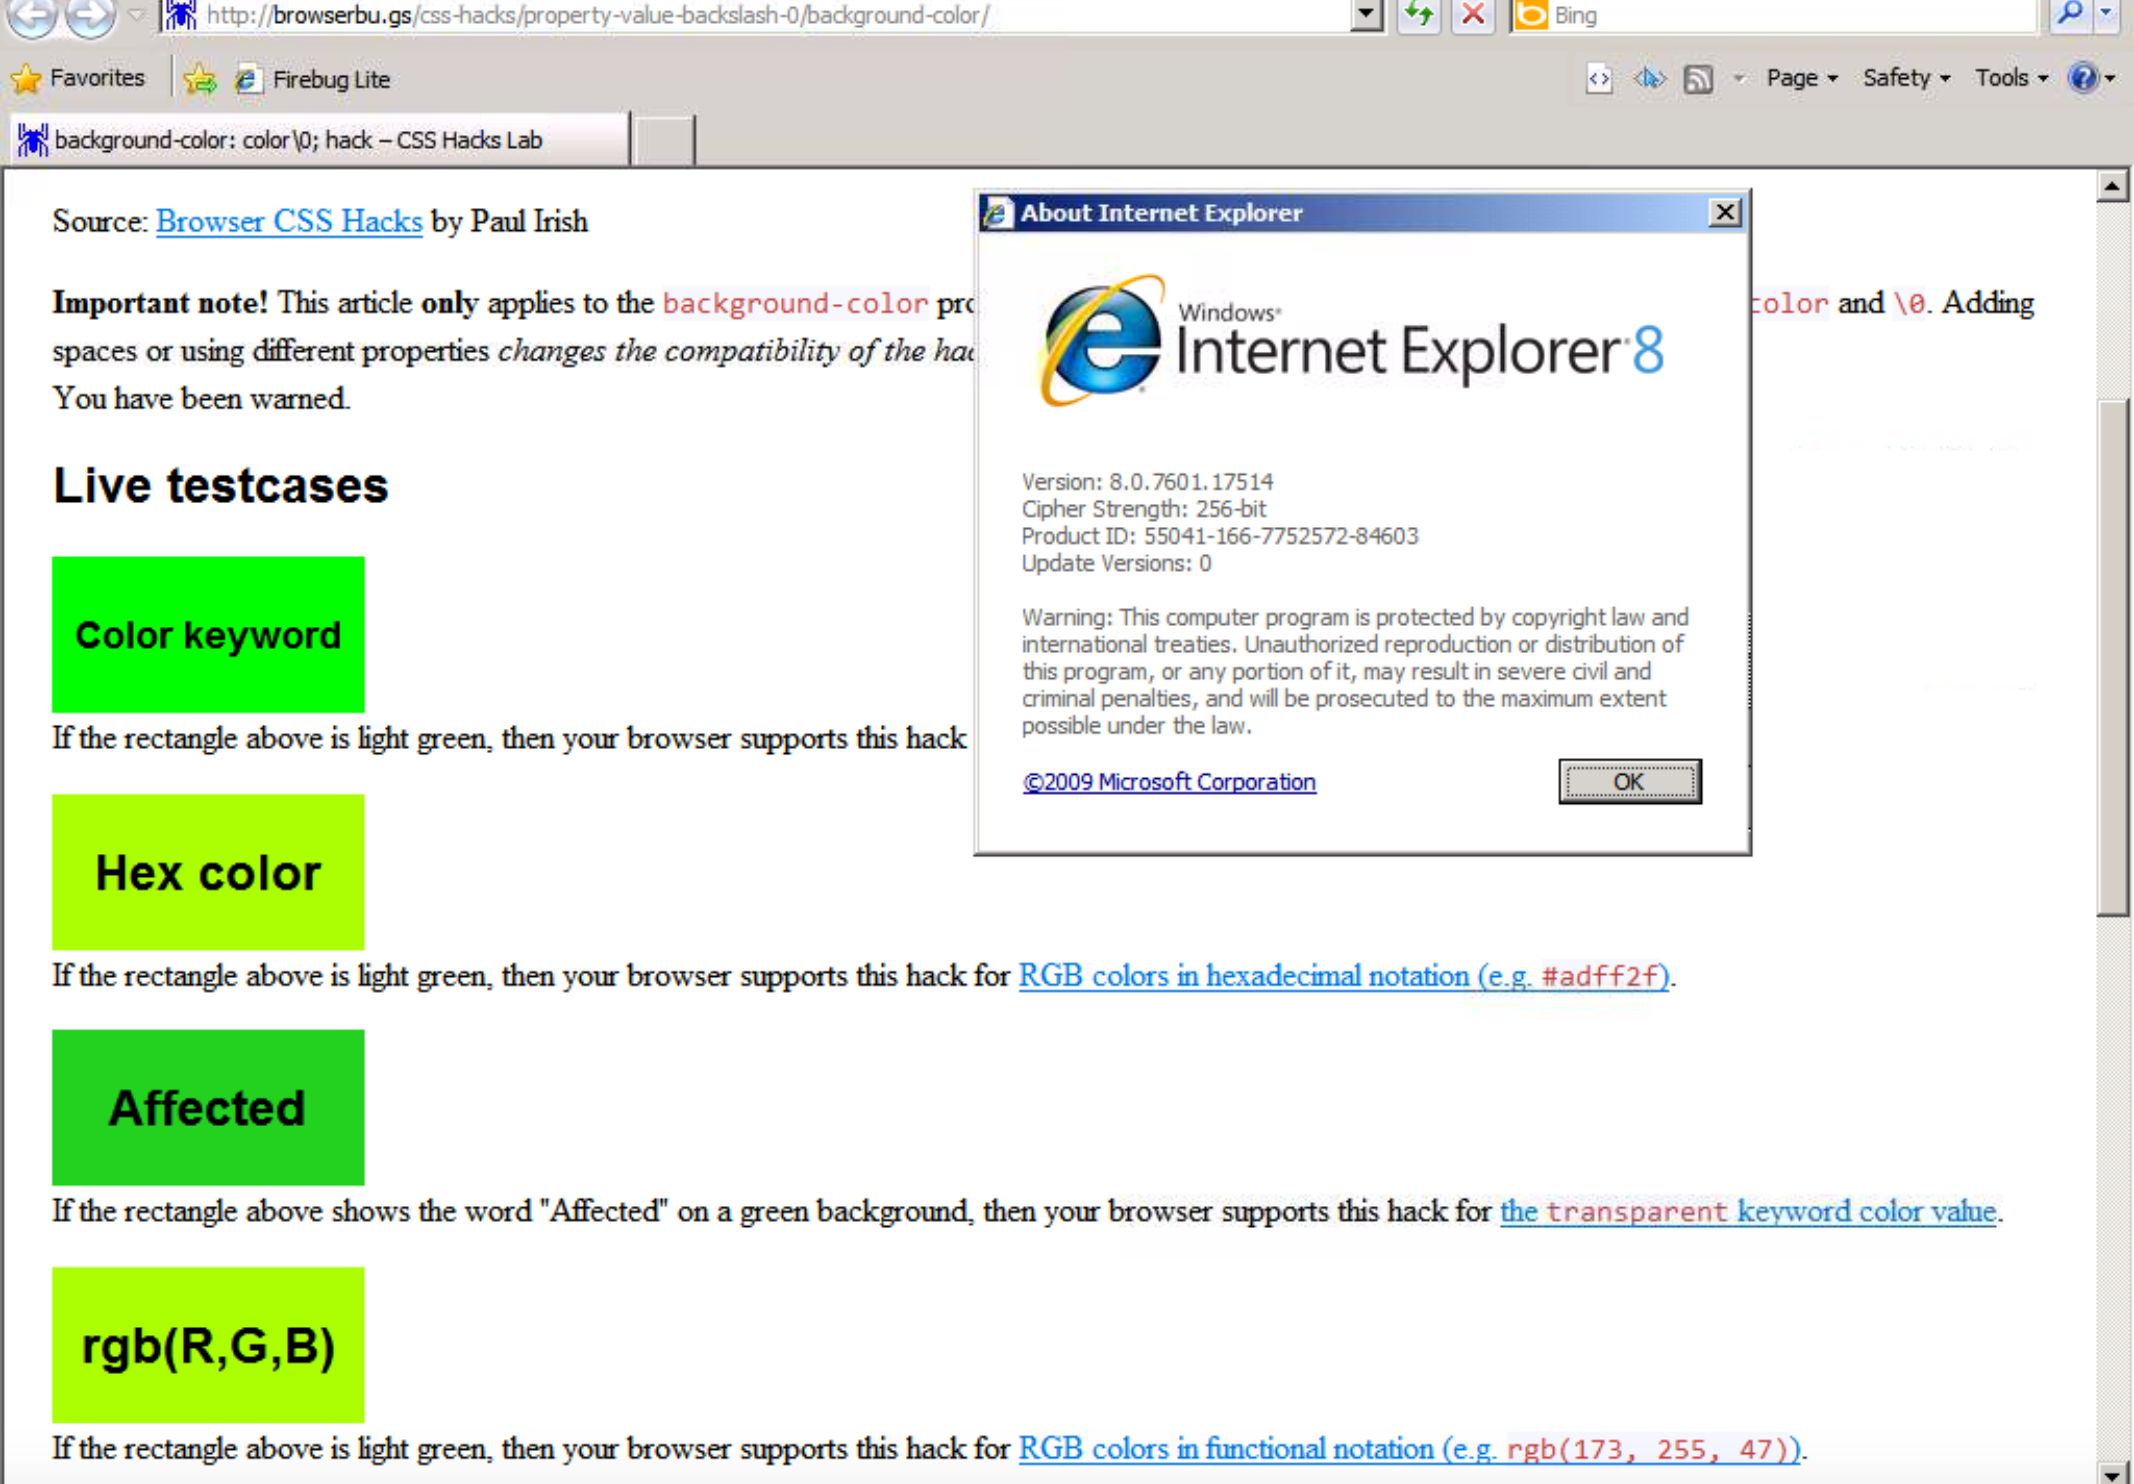 http://browserbu.gs/css-hacks/property-value-backslash-0/background-color/
Bing
Favorites
Firebug Lite
Page
Safety
Tools
background-color: color\0; hack – CSS Hacks Lab
Source: Browser CSS Hacks by Paul Irish
Important note! This article only applies to the background-color pro
color and \0. Adding
spaces or using different properties changes the compatibility of the hac
You have been warned.
Live testcases
Color keyword
If the rectangle above is light green, then your browser supports this hack
Hex color
If the rectangle above is light green, then your browser supports this hack for RGB colors in hexadecimal notation (e.g. #adff2f).
Affected
If the rectangle above shows the word "Affected" on a green background, then your browser supports this hack for the transparent keyword color value.
rgb(R,G,B)
If the rectangle above is light green, then your browser supports this hack for RGB colors in functional notation (e.g. rgb(173, 255, 47)).
About Internet Explorer
Windows
Internet Explorer 8
Version: 8.0.7601.17514
Cipher Strength: 256-bit
Product ID: 55041-166-7752572-84603
Update Versions: 0
Warning: This computer program is protected by copyright law and
international treaties. Unauthorized reproduction or distribution of
this program, or any portion of it, may result in severe civil and
criminal penalties, and will be prosecuted to the maximum extent
possible under the law.
©2009 Microsoft Corporation
OK